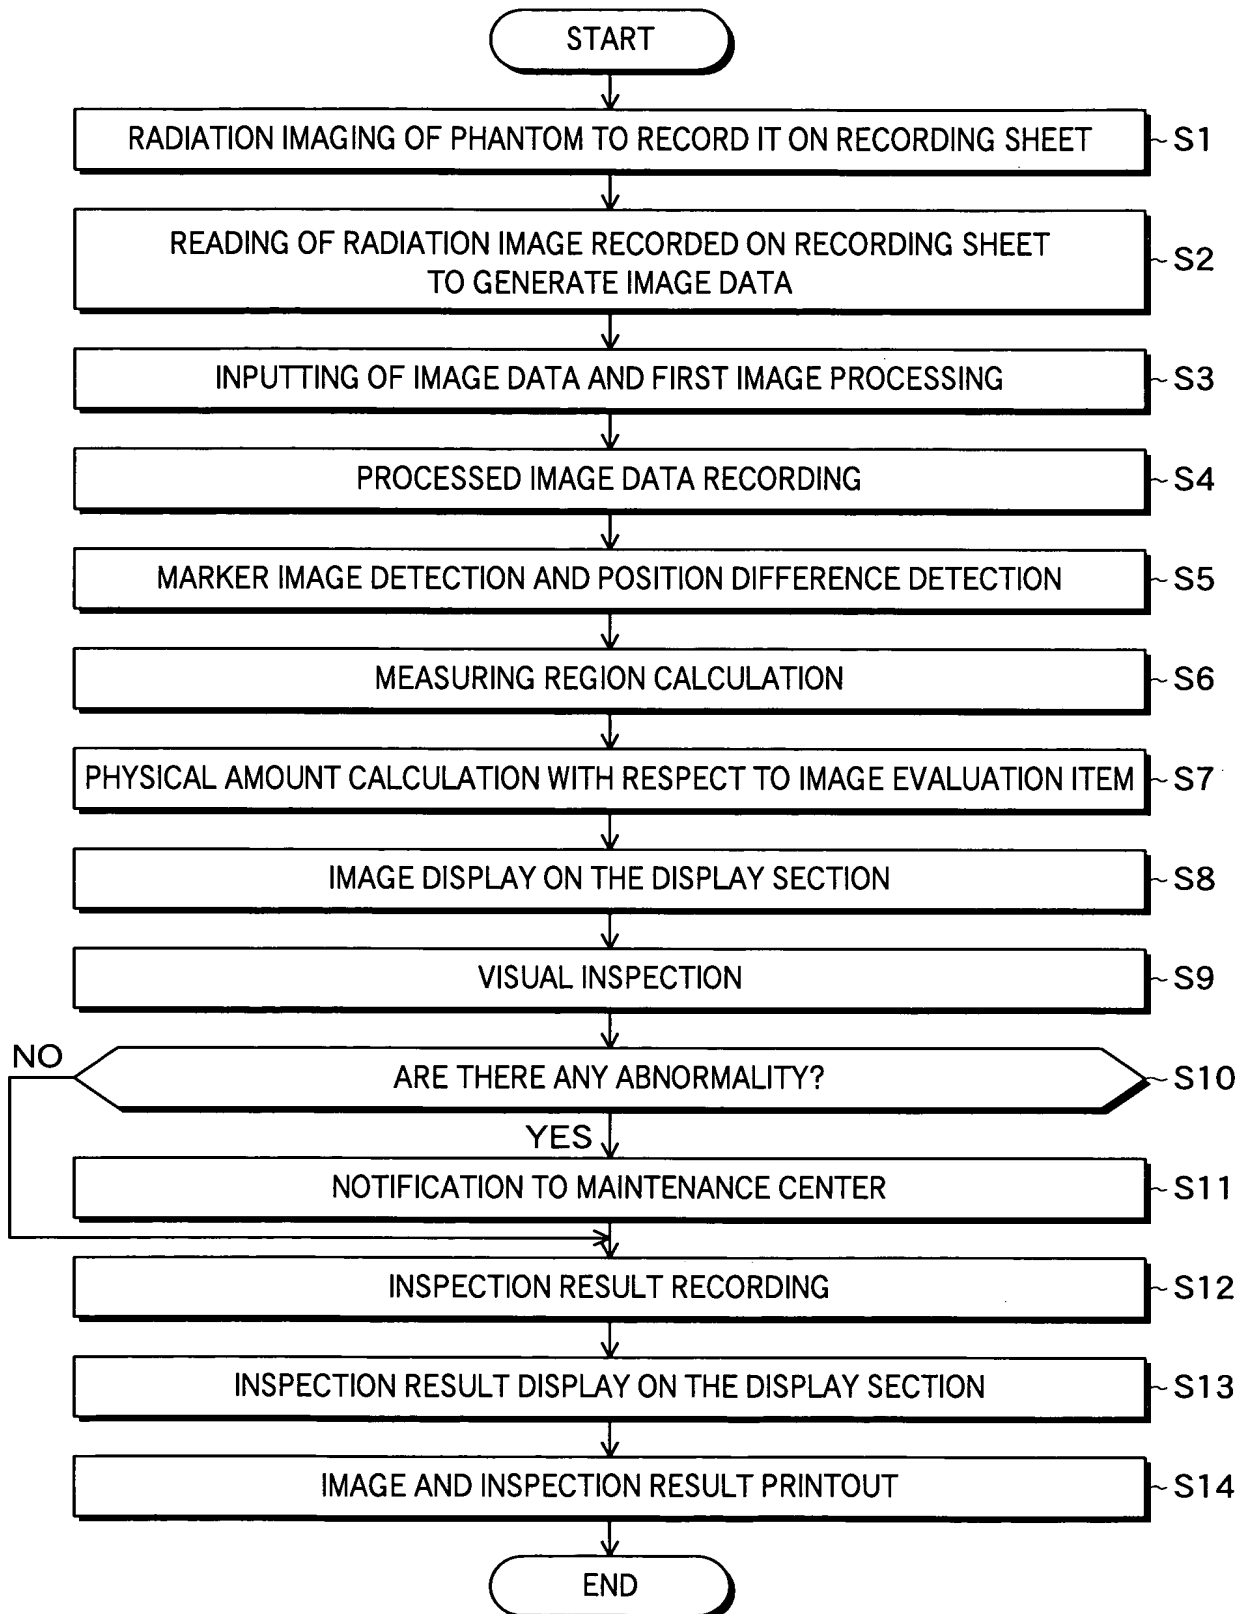 START
RADIATION IMAGING OF PHANTOM TO RECORD IT ON RECORDING SHEET
~S1
READING OF RADIATION IMAGE RECORDED ON RECORDING SHEET
TO GENERATE IMAGE DATA
~S2
INPUTTING OF IMAGE DATA AND FIRST IMAGE PROCESSING
~S3
PROCESSED IMAGE DATA RECORDING
~S4
MARKER IMAGE DETECTION AND POSITION DIFFERENCE DETECTION
~S5
MEASURING REGION CALCULATION
~S6
PHYSICAL AMOUNT CALCULATION WITH RESPECT TO IMAGE EVALUATION ITEM
~S7
IMAGE DISPLAY ON THE DISPLAY SECTION
~S8
VISUAL INSPECTION
~S9
NO
ARE THERE ANY ABNORMALITY?
~S10
YES
NOTIFICATION TO MAINTENANCE CENTER
~S11
INSPECTION RESULT RECORDING
~S12
INSPECTION RESULT DISPLAY ON THE DISPLAY SECTION
~S13
IMAGE AND INSPECTION RESULT PRINTOUT
~S14
END